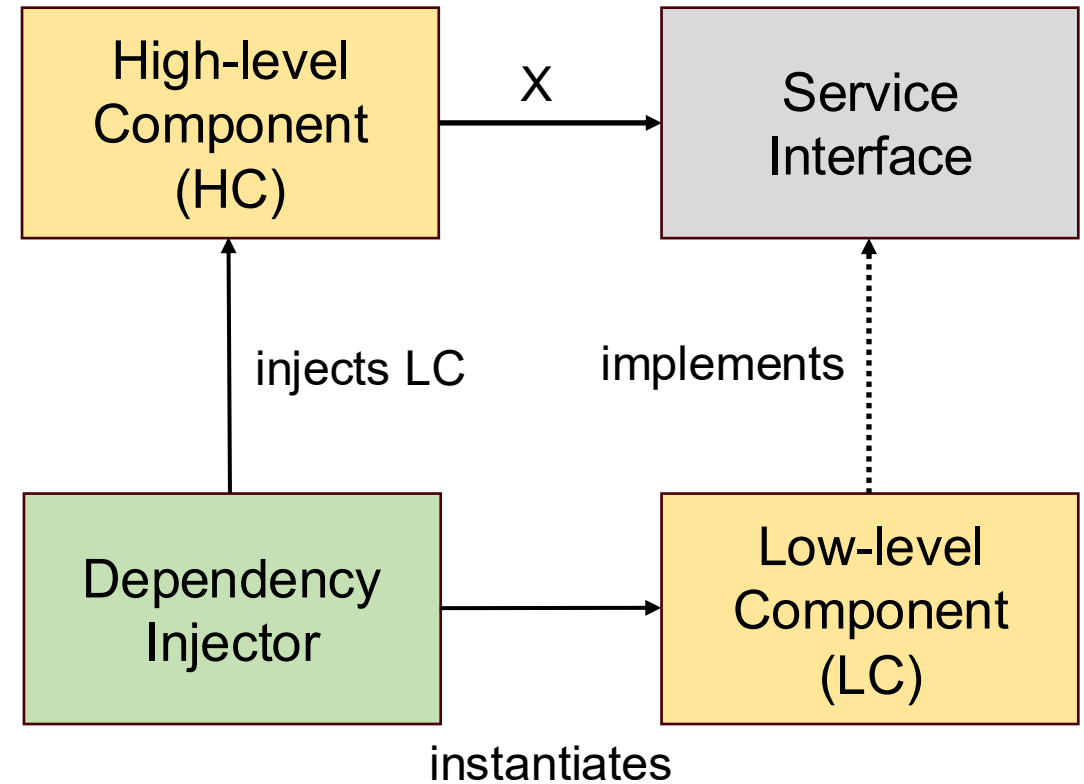 High-level
Component
(HC)
X
Service
Interface
injects LC
implements
Dependency
Injector
Low-level
Component
(LC)
instantiates